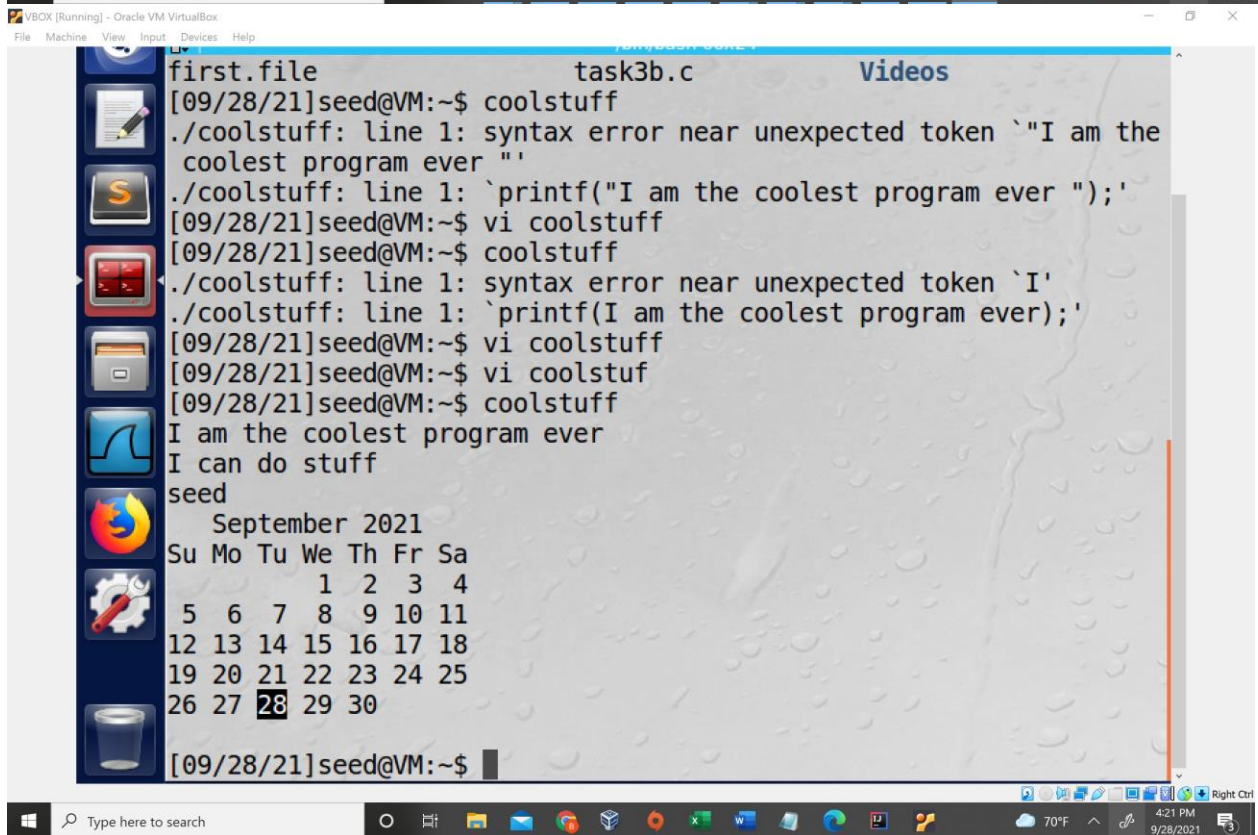 VBOX [Running] - Oracle VM VirtualBox
File Machine View Input Devices Help
first.file task3b.c Videos
[09/28/21]seed@VM:~$ coolstuff
./coolstuff: line 1: syntax error near unexpected token `"I am the
coolest program ever "'
./coolstuff: line 1: `printf("I am the coolest program ever ");'
[09/28/21]seed@VM:~$ vi coolstuff
[09/28/21]seed@VM:~$ coolstuff
./coolstuff: line 1: syntax error near unexpected token `I'
./coolstuff: line 1: `printf(I am the coolest program ever);'
[09/28/21]seed@VM:~$ vi coolstuff
[09/28/21]seed@VM:~$ vi coolstuf
[09/28/21]seed@VM:~$ coolstuff
I am the coolest program ever
I can do stuff
seed
September 2021
Su Mo Tu We Th Fr Sa
1 2 3 4
5 6 7 8 9 10 11
12 13 14 15 16 17 18
19 20 21 22 23 24 25
26 27 28 29 30
[09/28/21]seed@VM:~$
Right Ctrl
Type here to search
70°F
4:21 PM
9/28/2021
3